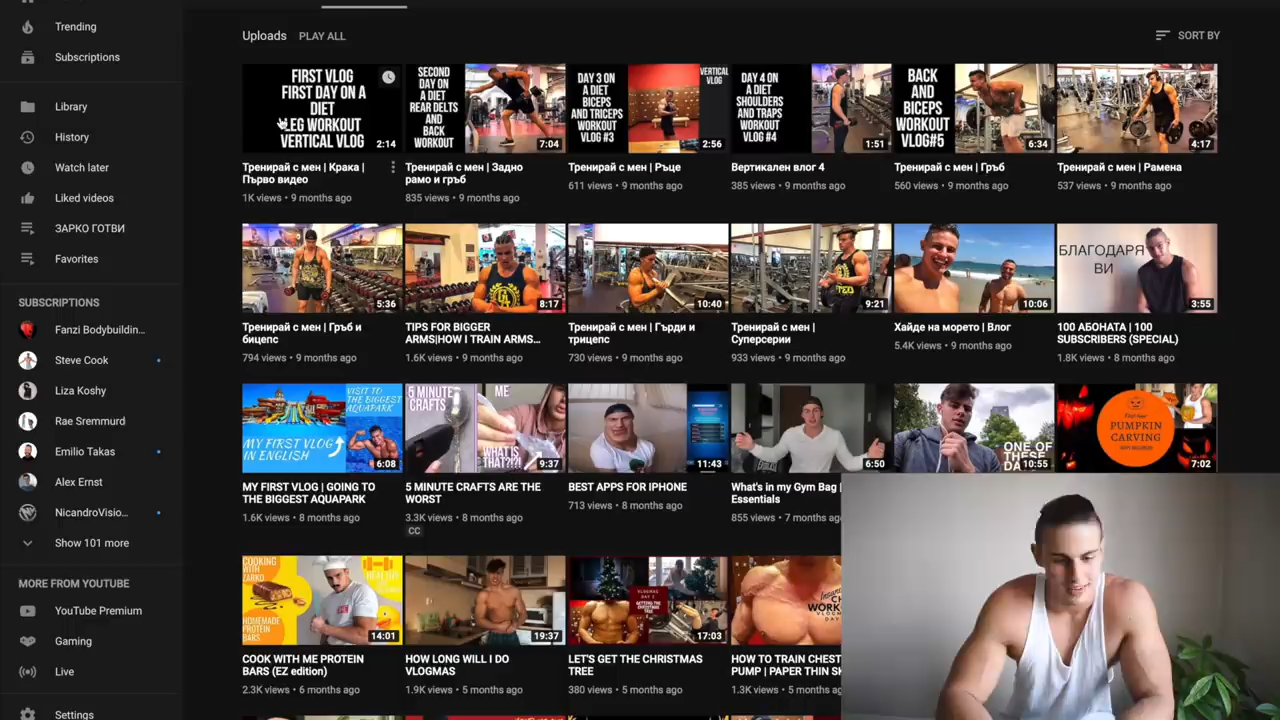 Trending
Subscriptions
Library
History
Watch later
Liked videos
ЗАРКО ГОТВИ
Favorites
SUBSCRIPTIONS
Fanzi Bodybuildin...
Steve Cook
Liza Koshy
Rae Sremmurd
Emilio Takas
Alex Ernst
NicandroVisio...
Show 101 more
MORE FROM YOUTUBE
YouTube Premium
Gaming
Live
Settings
Uploads PLAY ALL
SORT BY
FIRST VLOG
FIRST DAY ON A
DIET
LEG WORKOUT
VERTICAL VLOG
2:14
Тренирай с мен | Крака |
Първо видео
1K views • 9 months ago
SECOND
DAY ON
A DIET
REAR DELTS
AND
BACK
WORKOUT
7:04
Тренирай с мен | Задно
рамо и гръб
835 views • 9 months ago
DAY 3 ON
A DIET
BICEPS
AND TRICEPS
WORKOUT
VLOG #3
VERTICAL
VLOG
2:56
Тренирай с мен | Ръце
611 views • 9 months ago
DAY 4 ON
A DIET
SHOULDERS
AND TRAPS
WORKOUT
VLOG #4
1:51
Вертикален влог 4
385 views • 9 months ago
BACK
AND
BICEPS
WORKOUT
VLOG#5
6:34
Тренирай с мен | Гръб
560 views • 9 months ago
4:17
Тренирай с мен | Рамена
537 views • 9 months ago
5:36
Тренирай с мен | Гръб и
бицепс
794 views • 9 months ago
8:17
TIPS FOR BIGGER
ARMS|HOW I TRAIN ARMS...
1.6K views • 9 months ago
10:40
Тренирай с мен | Гърди и
трицепс
730 views • 9 months ago
9:21
Тренирай с мен |
Суперсерии
933 views • 9 months ago
10:06
Хайде на морето | Влог
5.4K views • 9 months ago
БЛАГОДАРЯ
ВИ
3:55
100 АБОНАТА | 100
SUBSCRIBERS (SPECIAL)
1.8K views • 8 months ago
VISIT TO
THE BIGGEST
AQUAPARK
MY FIRST VLOG
IN ENGLISH
6:08
MY FIRST VLOG | GOING TO
THE BIGGEST AQUAPARK
1.6K views • 8 months ago
5 MINUTE
CRAFTS
ME
WHAT IS
THAT?!?!
9:37
5 MINUTE CRAFTS ARE THE
WORST
3.3K views • 8 months ago
CC
11:43
BEST APPS FOR IPHONE
713 views • 8 months ago
6:50
What's in my Gym Bag |
Essentials
855 views • 7 months
ONE OF
THESE
DA
10:55
PUMPKIN
CARVING
7:02
COOKING
WITH
ZARKO
HEALTHY
HOMEMADE
PROTEIN
BARS
14:01
COOK WITH ME PROTEIN
BARS (EZ edition)
2.3K views • 6 months ago
19:37
HOW LONG WILL I DO
VLOGMAS
1.9K views • 5 months ago
VLOGMAS
DAY 2
GETTING THE
CHRISTMAS
TREE
17:03
LET'S GET THE CHRISTMAS
TREE
380 views • 5 months ago
HOW TO TRAIN CHEST
PUMP | PAPER THIN
1.3K views • 5 months